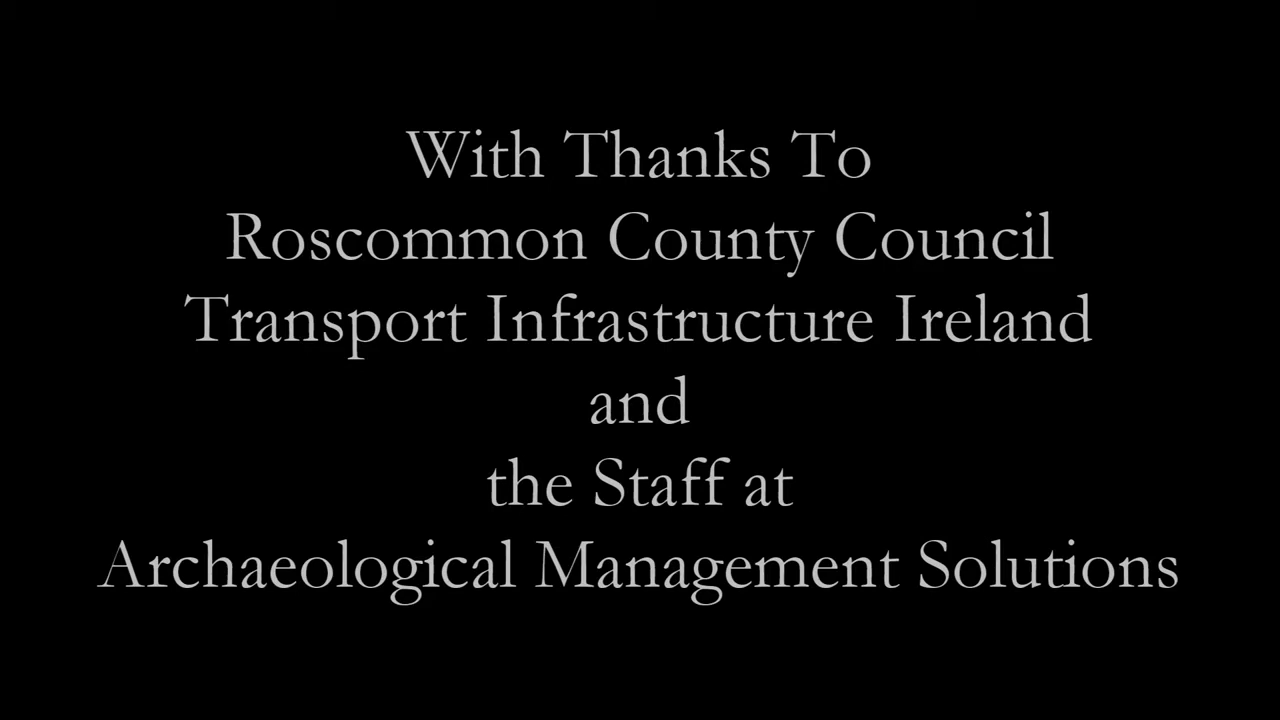 With Thanks To
Roscommon County Council
Transport Infrastructure Ireland
and
the Staff at
Archaeological Management Solutions